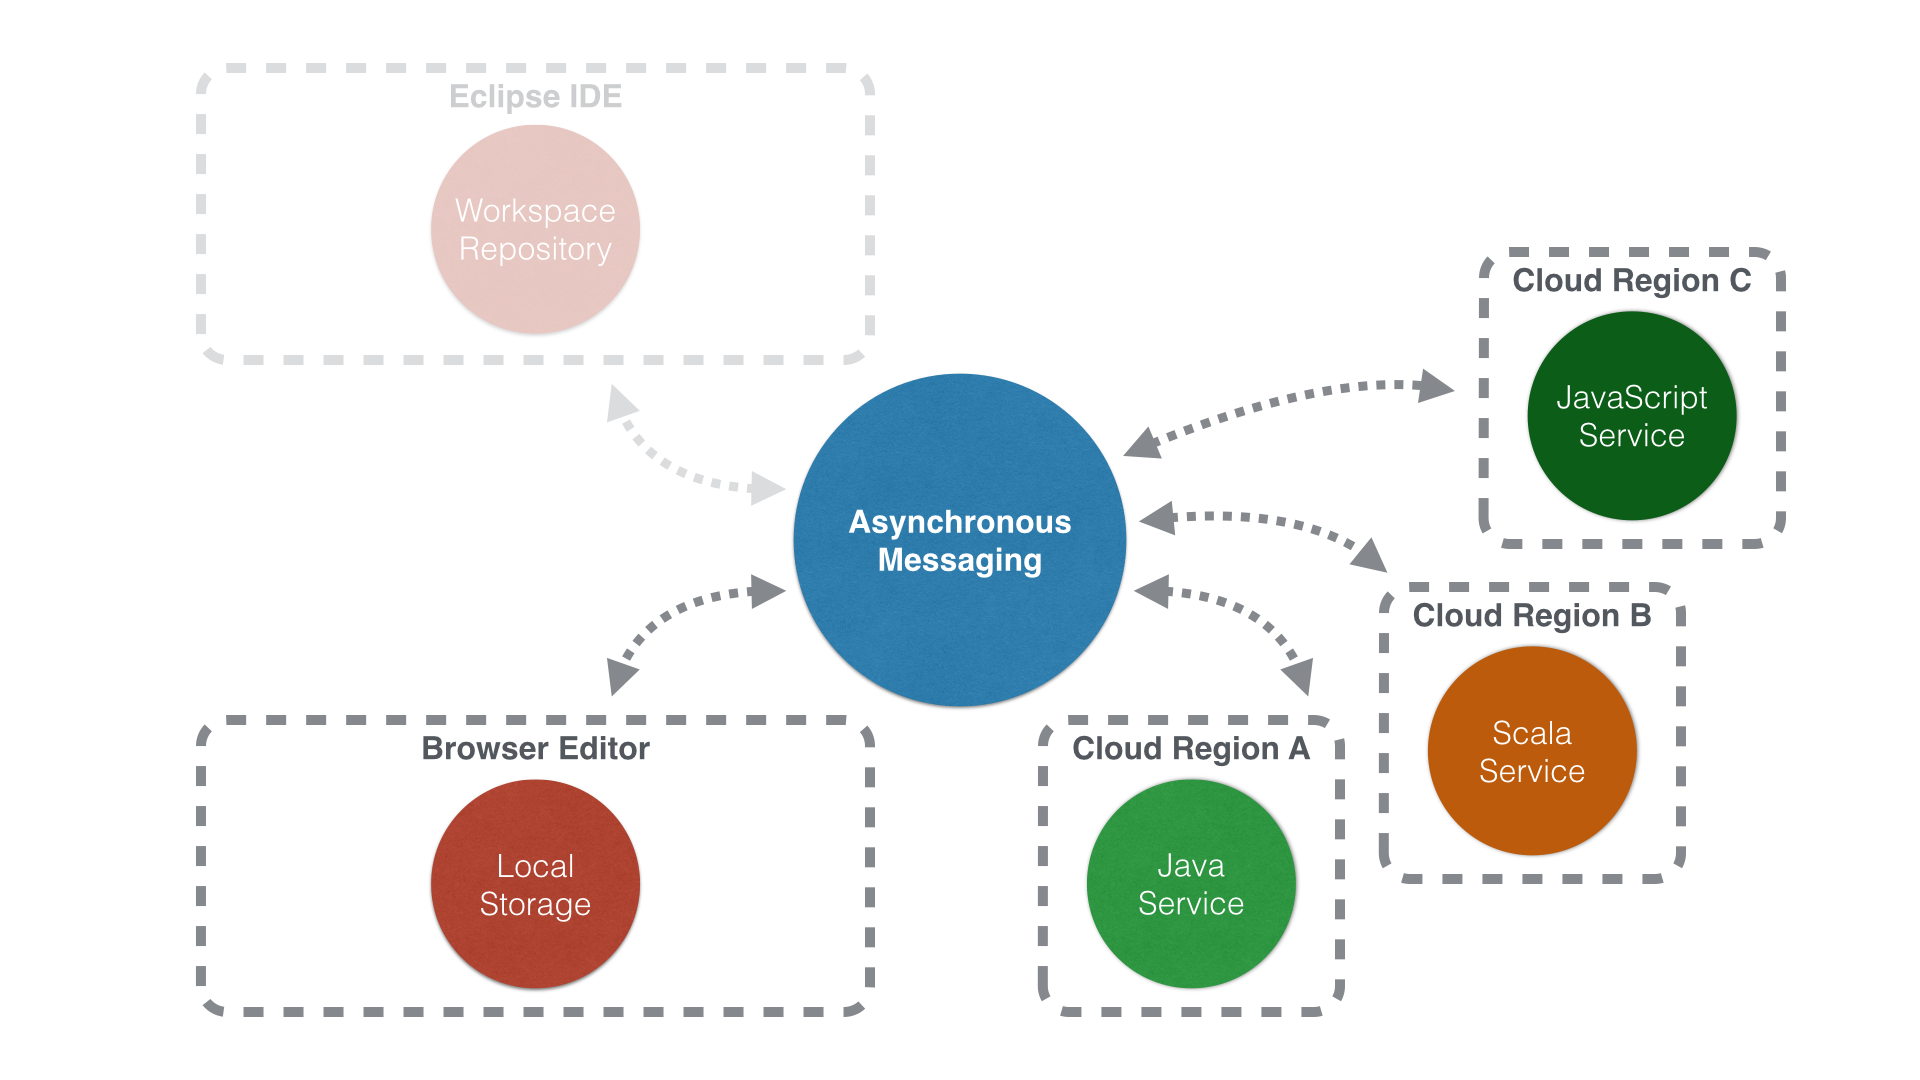 Eclipse IDE
Workspace
Repository
Cloud Region C
JavaScript
Service
Asynchronous
Messaging
Cloud Region B
Scala
Service
Browser Editor
Local
Storage
Cloud Region A
Java
Service